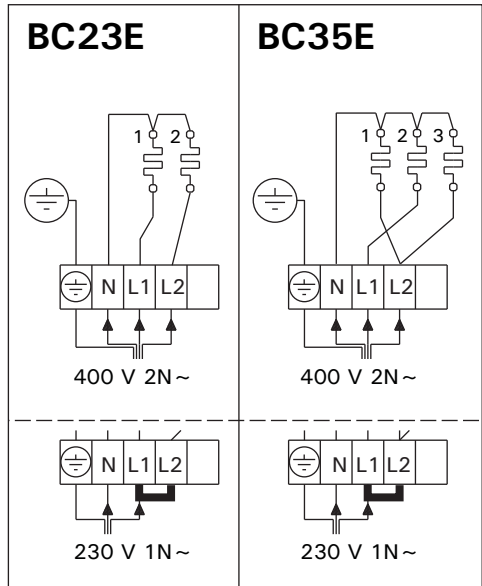 BC23E
1 2
N L1 L2
400 V 2N~
N L1 L2
230 V 1N~
BC35E
1 2 3
N L1 L2
400 V 2N~
N L1 L2
230 V 1N~